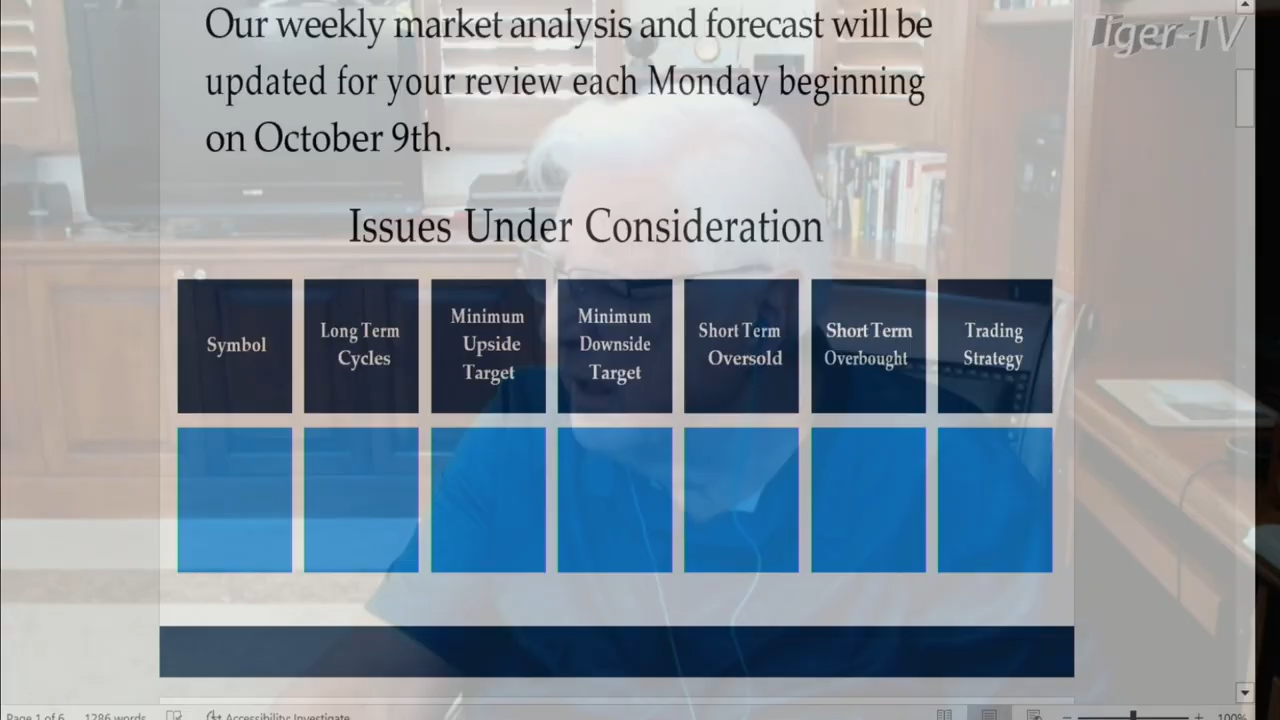 Our weekly market analysis and forecast will be
updated for your review each Monday beginning
on October 9th.
Tiger-TV
Issues Under Consideration
Symbol
Long Term
Cycles
Minimum
Upside
Target
Minimum
Downside
Target
Short Term
Oversold
Short Term
Overbought
Trading
Strategy
Page 1 of 6 1286 words
Accessibility: Investigate
100%